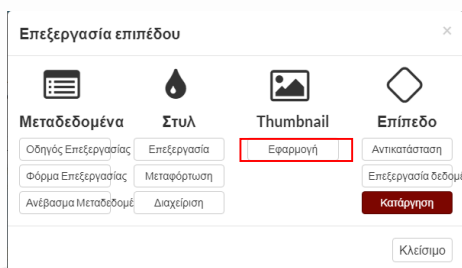 Επεξεργασία επιπέδου ×
Μεταδεδομένα Στυλ Thumbnail Επίπεδο
Οδηγός Επεξεργασίας Επεξεργασία Εφαρμογή Αντικατάσταση
Φόρμα Επεξεργασίας Μεταφόρτωση Επεξεργασία δεδομ
Ανέβασμα Μεταδεδομέ Διαχείριση Κατάργηση
Κλείσιμο